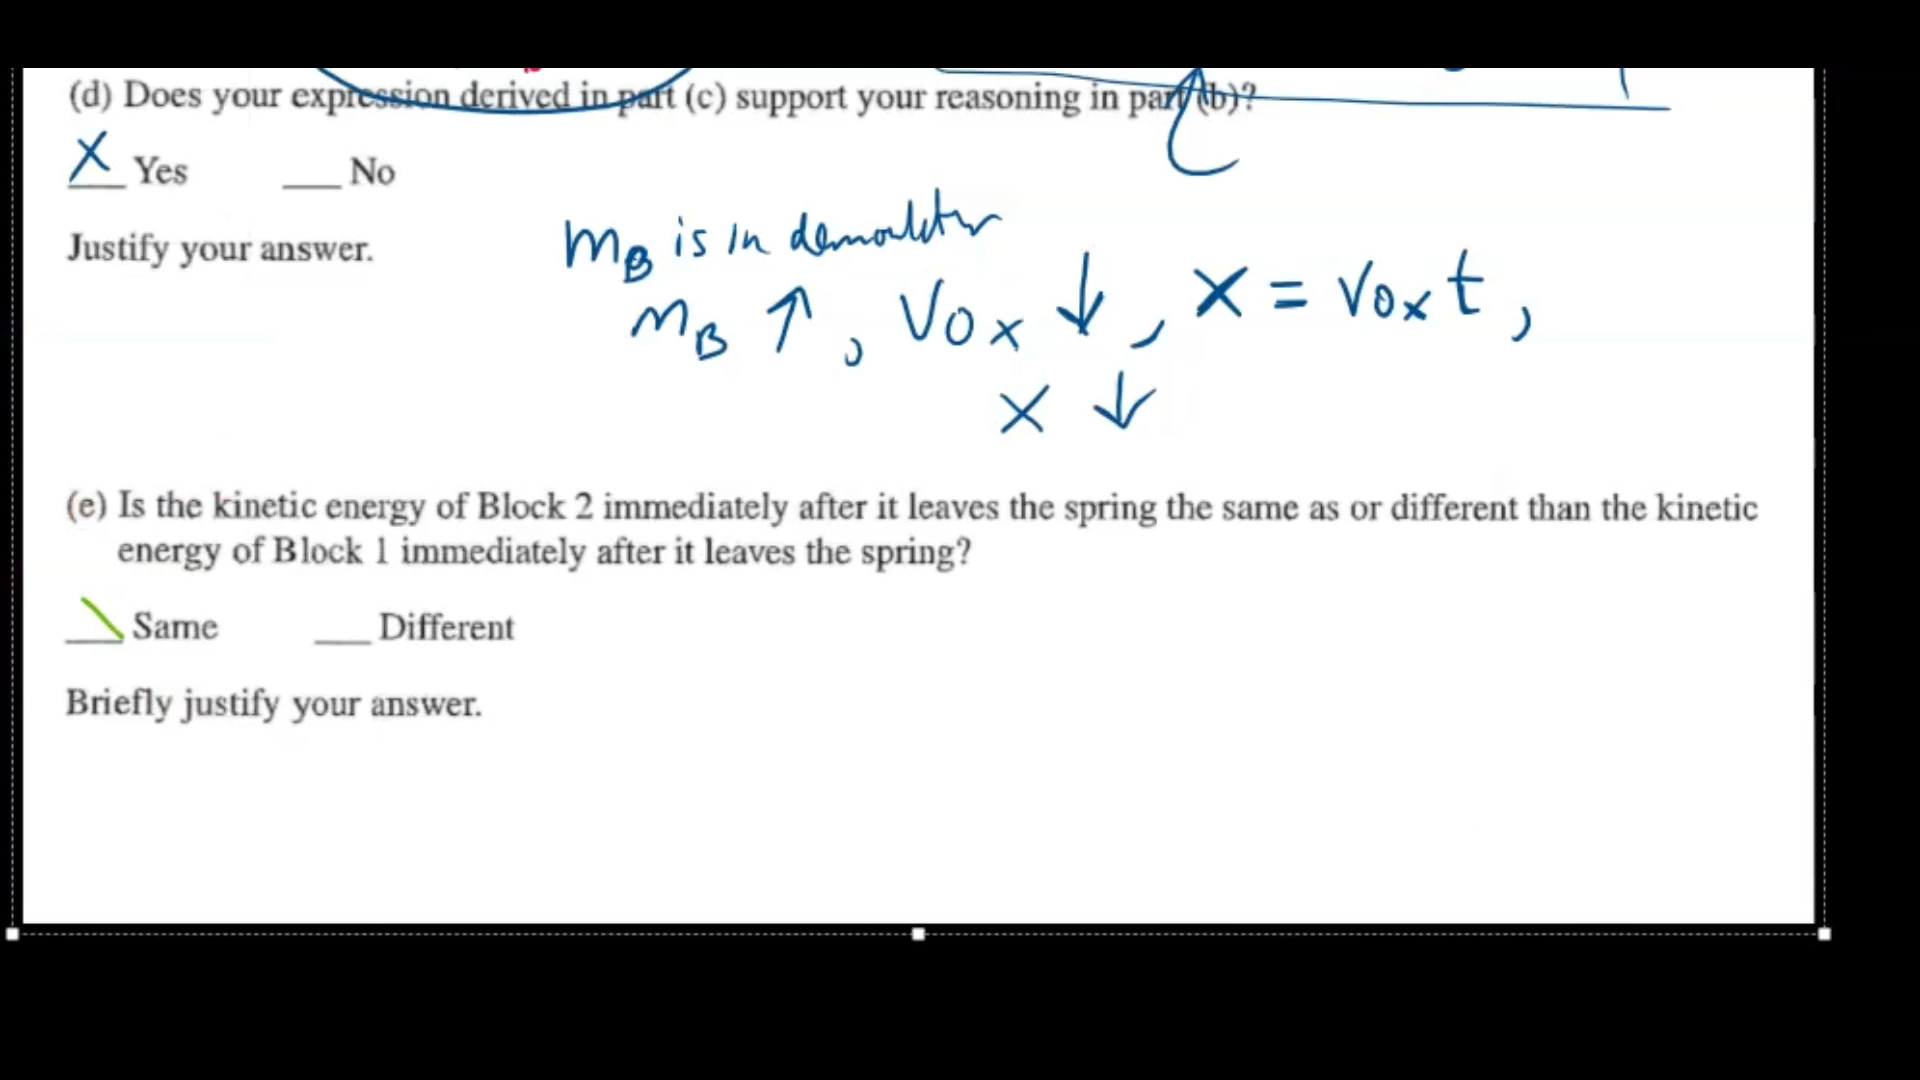 (d) Does your expression derived in part (c) support your reasoning in part (b)?
X Yes ___ No
Justify your answer.
mB is in
mB ↑, V0x ↓, x = V0x t,
x ↓
(e) Is the kinetic energy of Block 2 immediately after it leaves the spring the same as or different than the kinetic
energy of Block 1 immediately after it leaves the spring?
\ Same ___ Different
Briefly justify your answer.